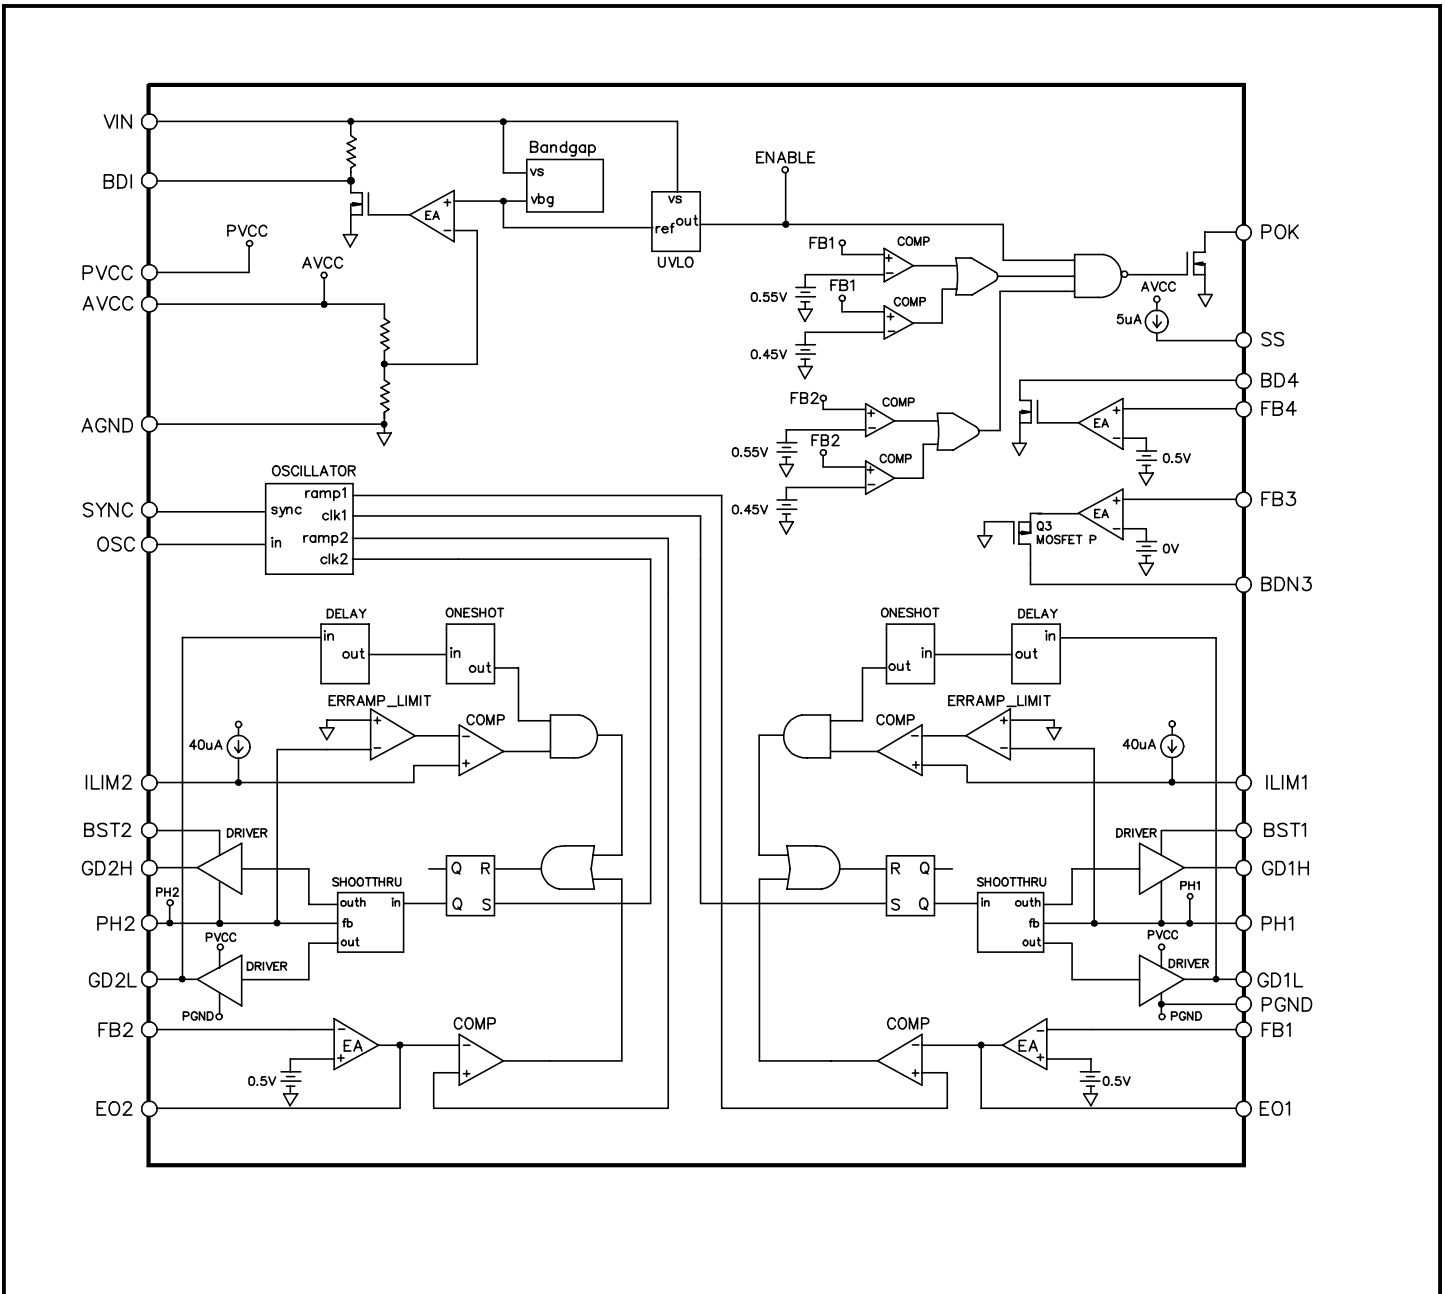 VIN
BDI
PVCC
AVCC
AGND
SYNC
OSC
ILIM2
BST2
GD2H
PH2
GD2L
FB2
EO2
PVCC
AVCC
EA
+
−
Bandgap
vs
vbg
vs
ref
out
UVLO
ENABLE
FB1
COMP
+
−
0.55V
FB1
COMP
+
−
0.45V
FB2
COMP
+
−
0.55V
FB2
COMP
+
−
0.45V
AVCC
5uA
EA
+
−
0.5V
EA
+
−
0V
Q3
MOSFET P
POK
SS
BD4
FB4
FB3
BDN3
OSCILLATOR
sync
in
ramp1
clk1
ramp2
clk2
DELAY
in
out
ONESHOT
in
out
ERRAMP_LIMIT
+
−
COMP
−
+
40uA
DRIVER
PH2
PVCC
DRIVER
PGND
SHOOTTHRU
outh
in
fb
out
Q R
Q S
EA
−
+
0.5V
COMP
−
+
ONESHOT
in
out
DELAY
in
out
COMP
−
+
ERRAMP_LIMIT
+
−
40uA
R Q
S Q
SHOOTTHRU
in
outh
fb
out
DRIVER
PH1
PVCC
DRIVER
PGND
COMP
−
+
EA
−
+
0.5V
ILIM1
BST1
GD1H
PH1
GD1L
PGND
FB1
EO1